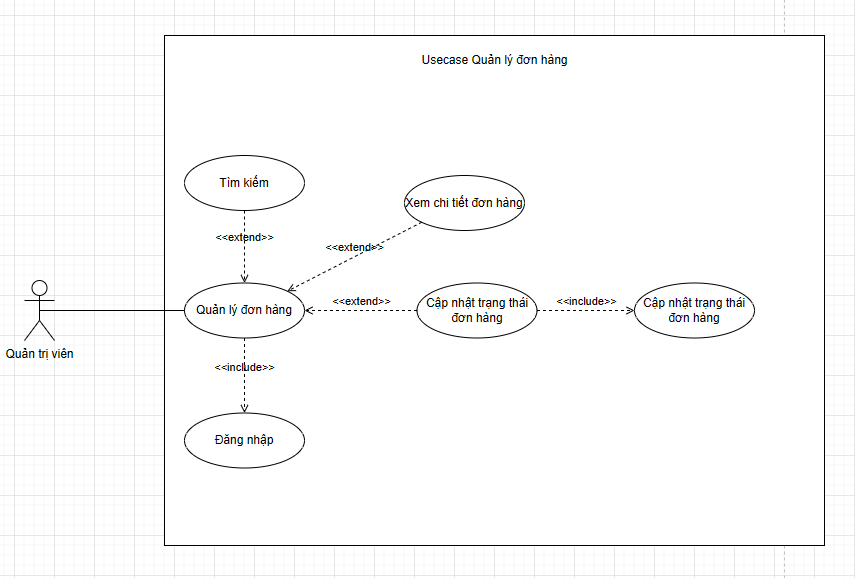 Usecase Quản lý đơn hàng
Tìm kiếm
Xem chi tiết đơn hàng
<<extend>>
<<extend>>
Quản lý đơn hàng
<<extend>>
Cập nhật trạng thái
đơn hàng
<<include>>
Cập nhật trạng thái
đơn hàng
Quản trị viên
<<include>>
Đăng nhập